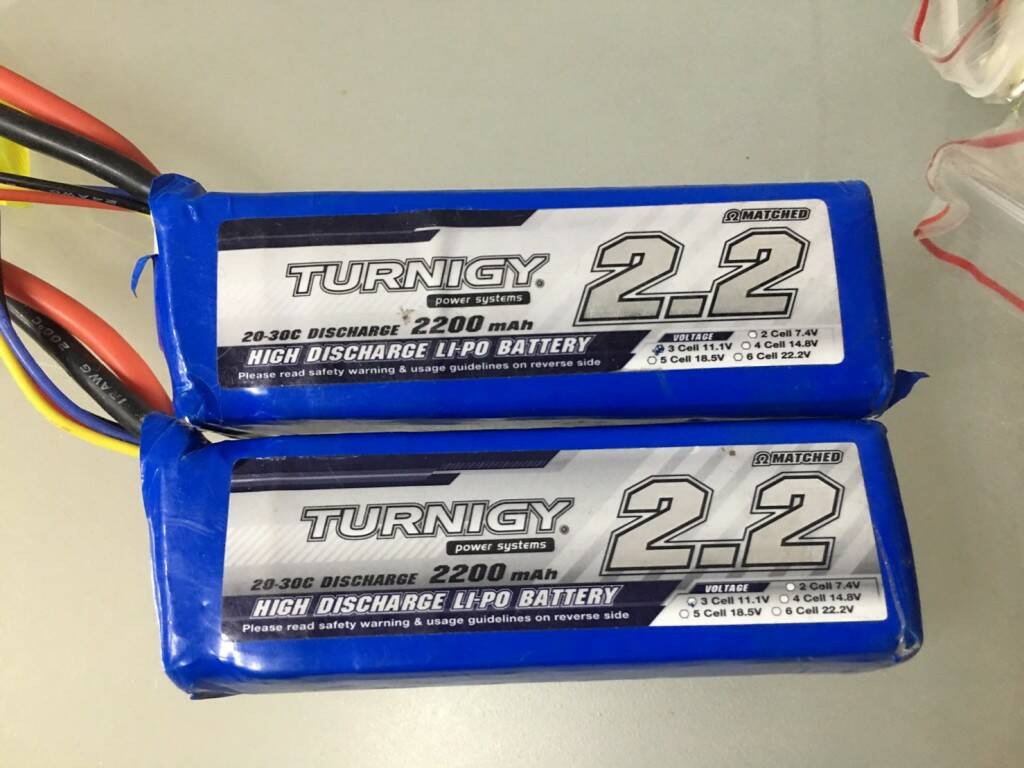 24AWG
Ω MATCHED
TURNIGY
2.2
power systems
20-30C DISCHARGE 2200 mAh
HIGH DISCHARGE LI-PO BATTERY
Please read safety warning & usage guidelines on reverse side
VOLTAGE 2 Cell 7.4V
3 Cell 11.1V 4 Cell 14.8V
5 Cell 18.5V 6 Cell 22.2V
AWG 200°C
Ω MATCHED
TURNIGY
2.2
power systems
20-30C DISCHARGE 2200 mAh
HIGH DISCHARGE LI-PO BATTERY
Please read safety warning & usage guidelines on reverse side
VOLTAGE 2 Cell 7.4V
3 Cell 11.1V 4 Cell 14.8V
5 Cell 18.5V 6 Cell 22.2V